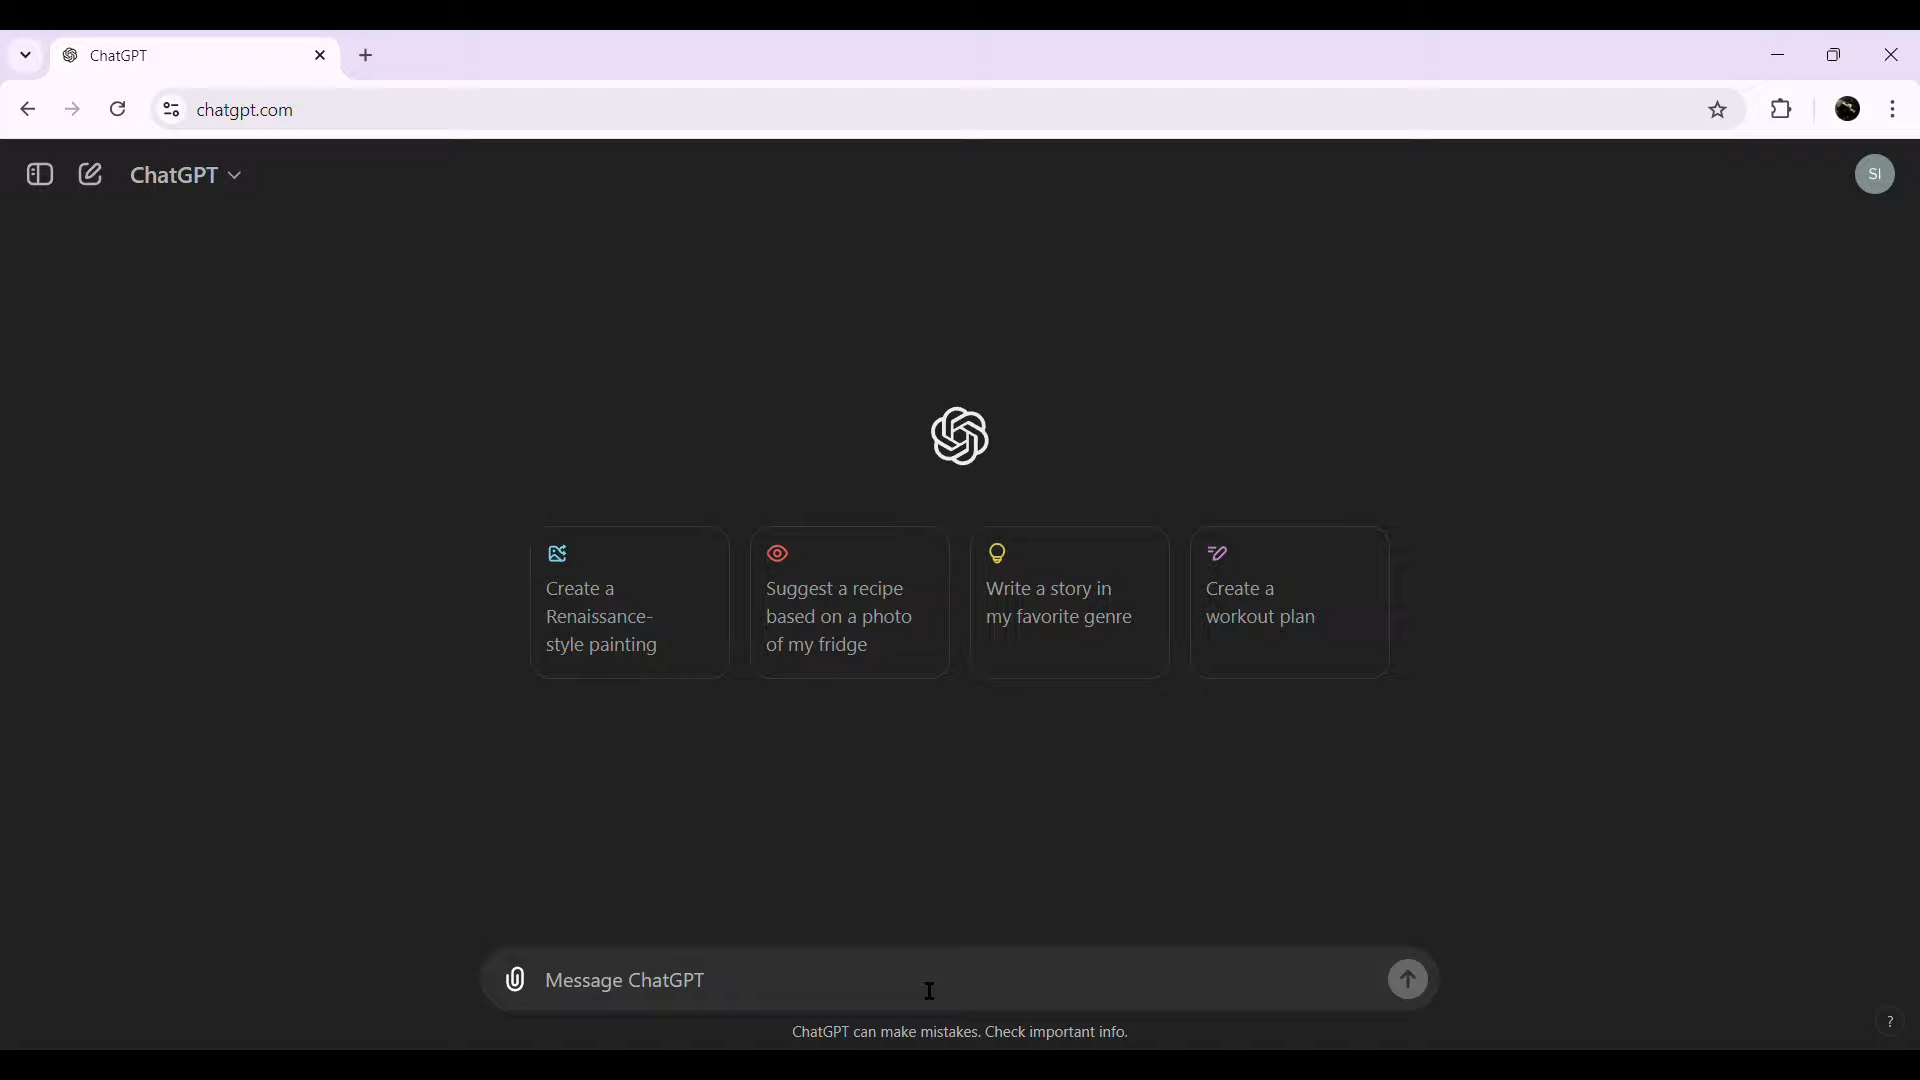 ChatGPT
chatgpt.com
ChatGPT
SI
Create a
Renaissance-
style painting
Suggest a recipe
based on a photo
of my fridge
Write a story in
my favorite genre
Create a
workout plan
Message ChatGPT
ChatGPT can make mistakes. Check important info.
?